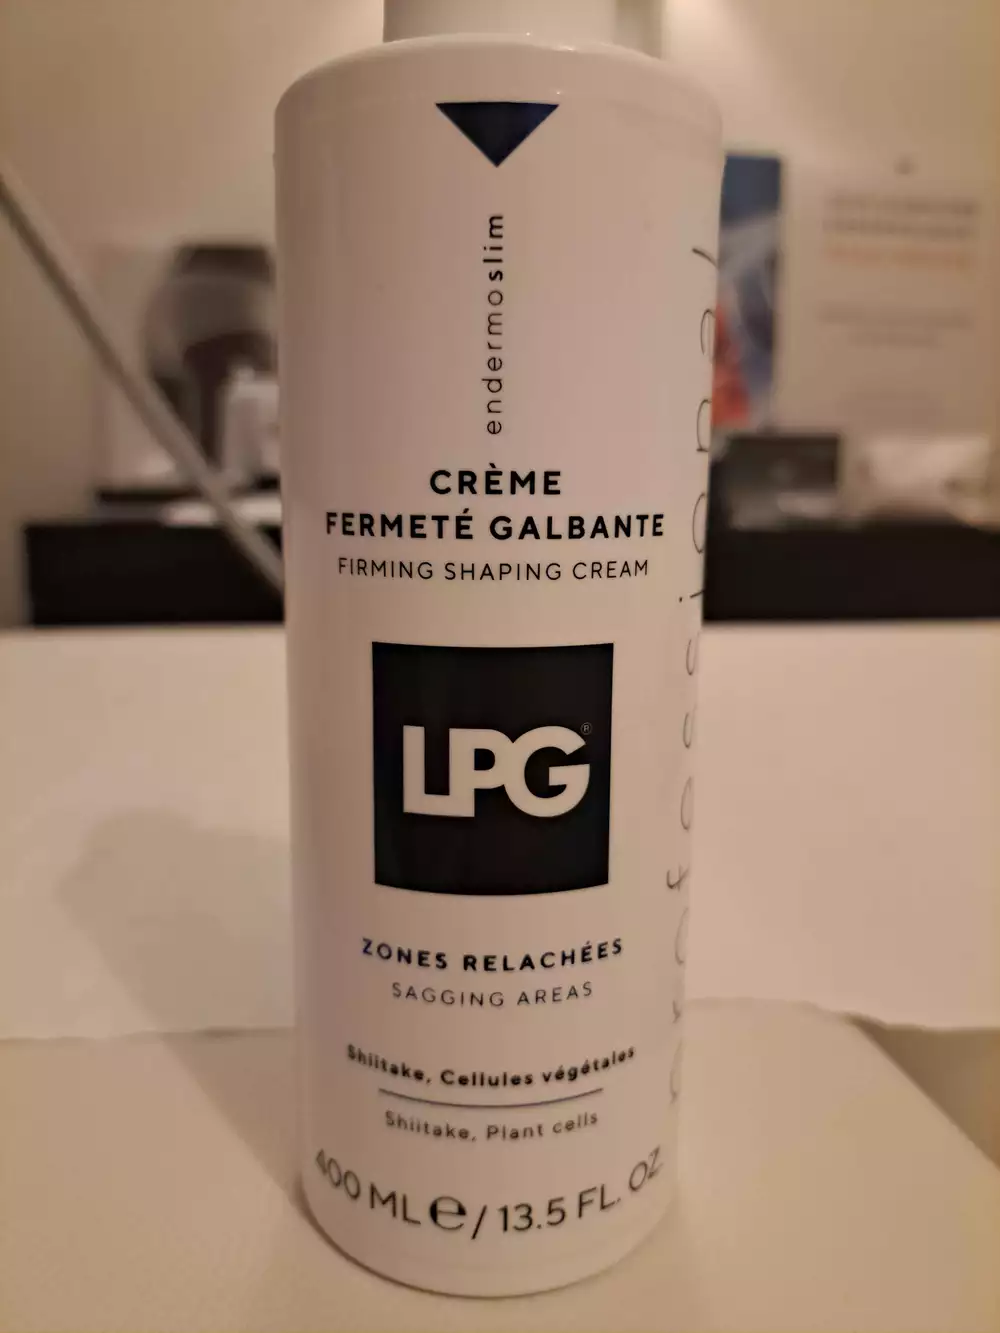 endermoslim
CRÈME
FERMETÉ GALBANTE
FIRMING SHAPING CREAM
LPG®
ZONES RELACHÉES
SAGGING AREAS
Shiitake, Cellules végétales
Shiitake, Plant cells
400 ML e / 13.5 FL. OZ
professional